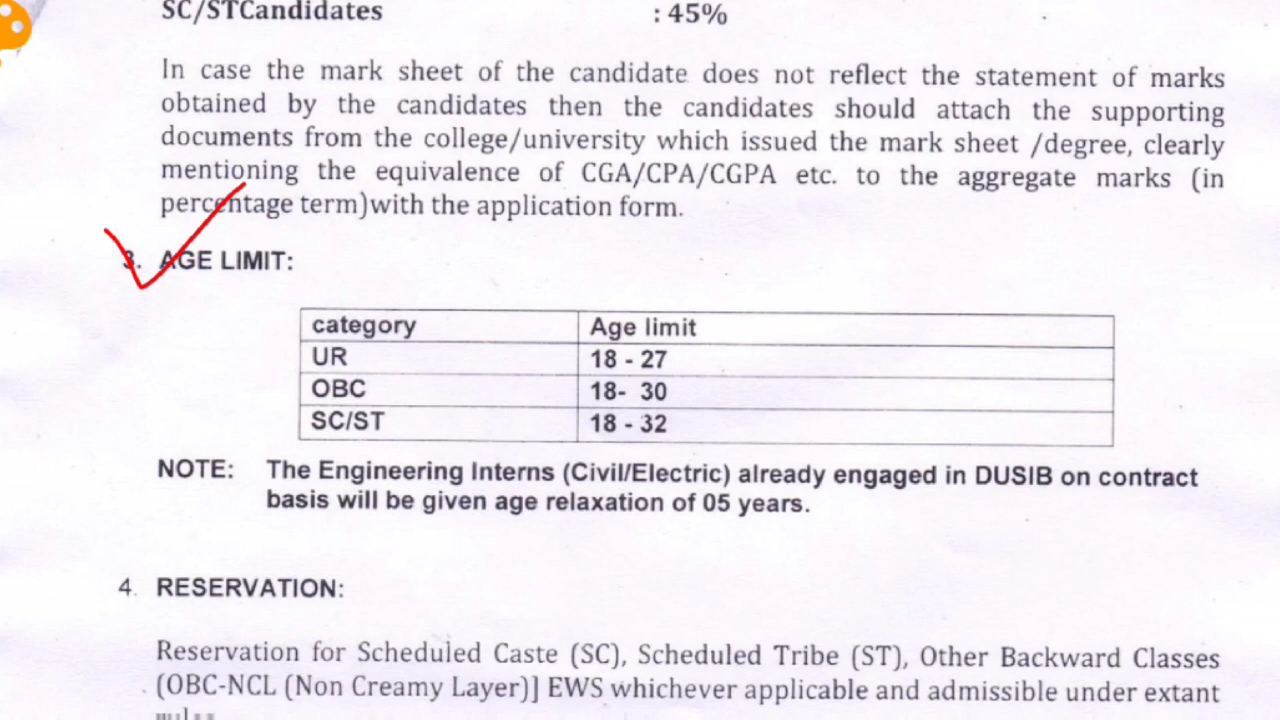 SC/STCandidates : 45%
In case the mark sheet of the candidate does not reflect the statement of marks
obtained by the candidates then the candidates should attach the supporting
documents from the college/university which issued the mark sheet /degree, clearly
mentioning the equivalence of CGA/CPA/CGPA etc. to the aggregate marks (in
percentage term)with the application form.
3. AGE LIMIT:
category Age limit
UR 18 - 27
OBC 18- 30
SC/ST 18 - 32
NOTE: The Engineering Interns (Civil/Electric) already engaged in DUSIB on contract
basis will be given age relaxation of 05 years.
4. RESERVATION:
Reservation for Scheduled Caste (SC), Scheduled Tribe (ST), Other Backward Classes
(OBC-NCL (Non Creamy Layer)] EWS whichever applicable and admissible under extant